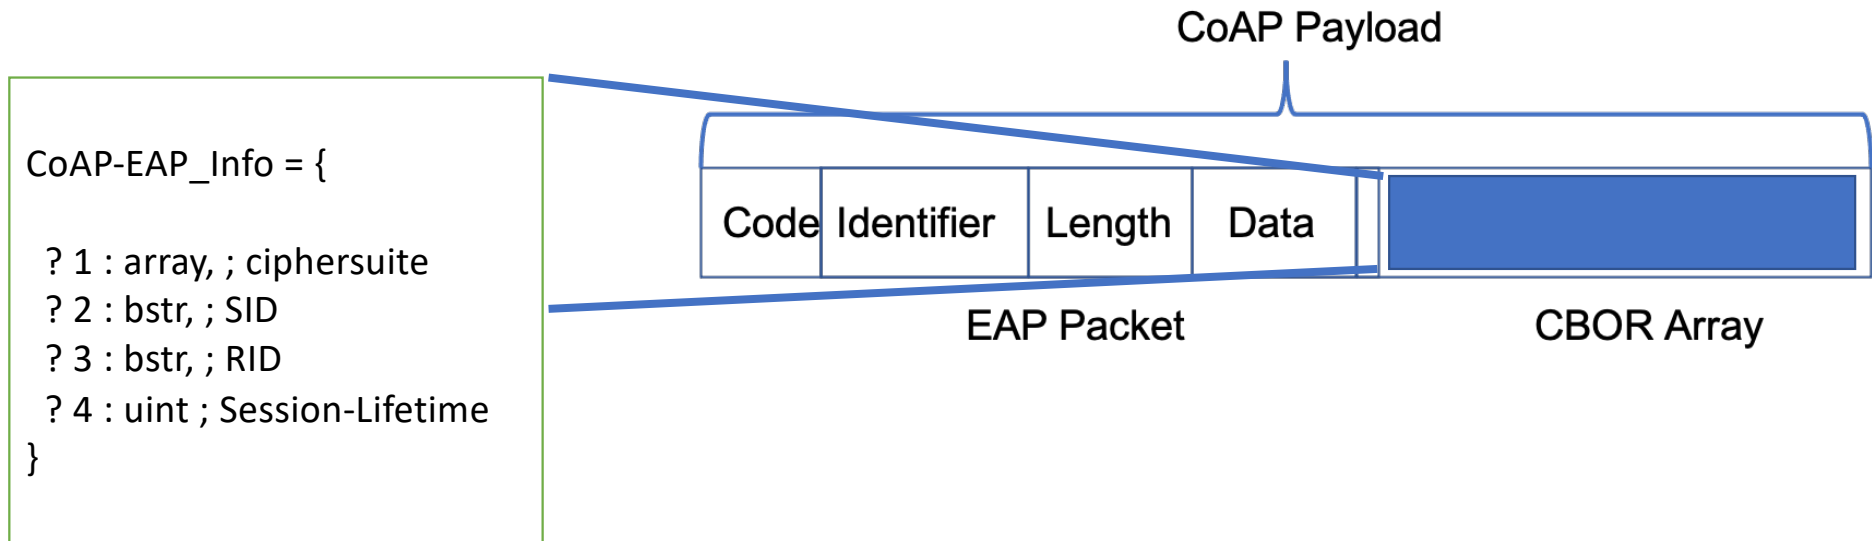 CoAP Payload
CoAP-EAP_Info = {
? 1 : array, ; ciphersuite
? 2 : bstr, ; SID
? 3 : bstr, ; RID
? 4 : uint ; Session-Lifetime
}
Code Identifier Length Data
EAP Packet CBOR Array